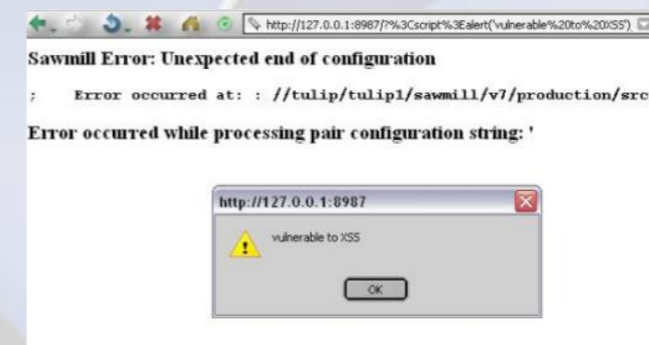 http://127.0.0.1:8987/?%3Cscript%3Ealert('vulnerable%20to%20XSS')
Sawmill Error: Unexpected end of configuration
; Error occurred at: : //tulip/tulip1/sawmill/v7/production/src
Error occurred while processing pair configuration string: '
http://127.0.0.1:8987
vulnerable to XSS
OK